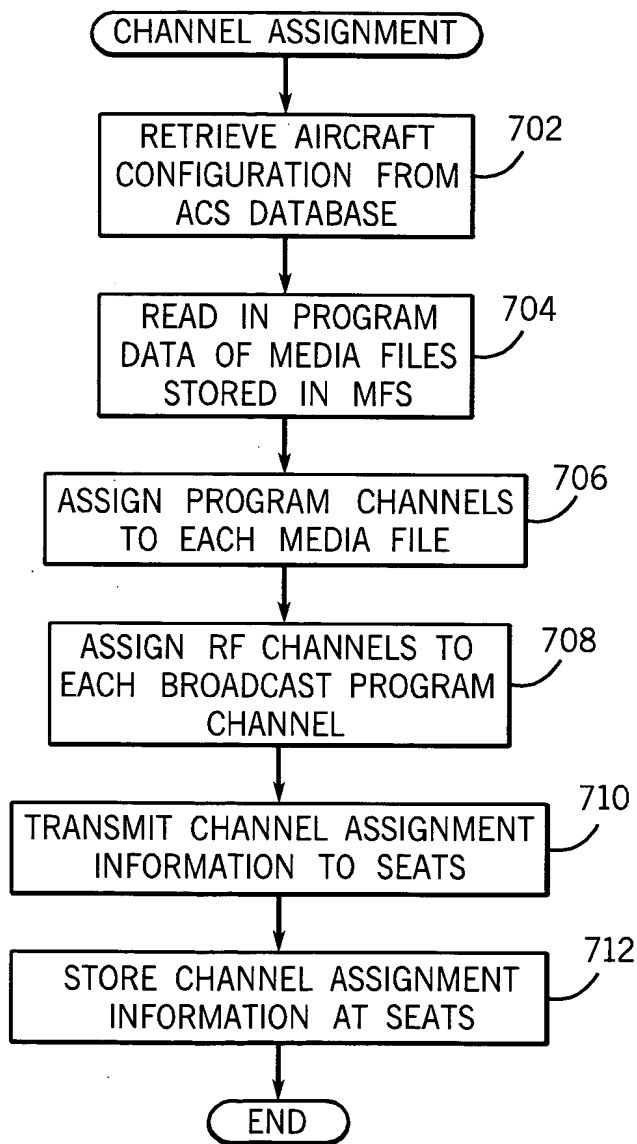 CHANNEL ASSIGNMENT
702
RETRIEVE AIRCRAFT
CONFIGURATION FROM
ACS DATABASE
704
READ IN PROGRAM
DATA OF MEDIA FILES
STORED IN MFS
706
ASSIGN PROGRAM CHANNELS
TO EACH MEDIA FILE
708
ASSIGN RF CHANNELS TO
EACH BROADCAST PROGRAM
CHANNEL
710
TRANSMIT CHANNEL ASSIGNMENT
INFORMATION TO SEATS
712
STORE CHANNEL ASSIGNMENT
INFORMATION AT SEATS
END